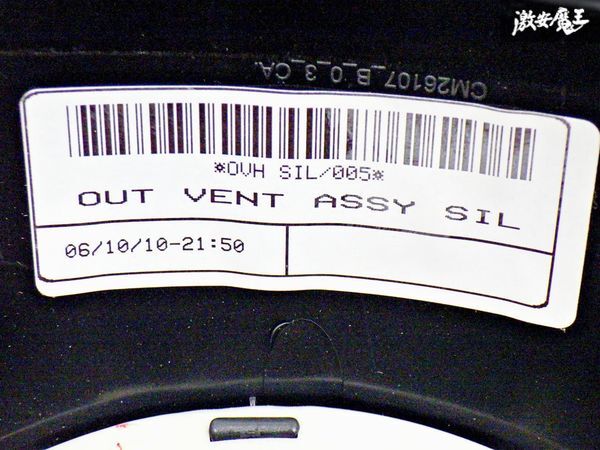 激安魔王
CM26107_B_0_3_CA.
*OVH SIL/005*
OUT VENT ASSY SIL
06/10/10-21:50